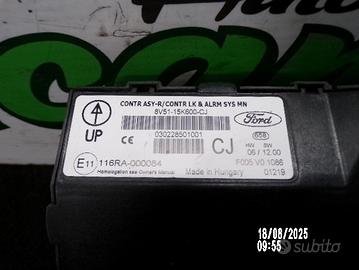 CONTR ASY-R/CONTR LK & ALRM SYS MN
8V51-15K600-CJ
UP
030228501001
CJ
Ford
558
HW SW
06 / 12.00
E11 116RA-000084
Homologation see Owner's Manual
Made in Hungary
F005 V0 1086
01219
18/08/2025
09:55
subito